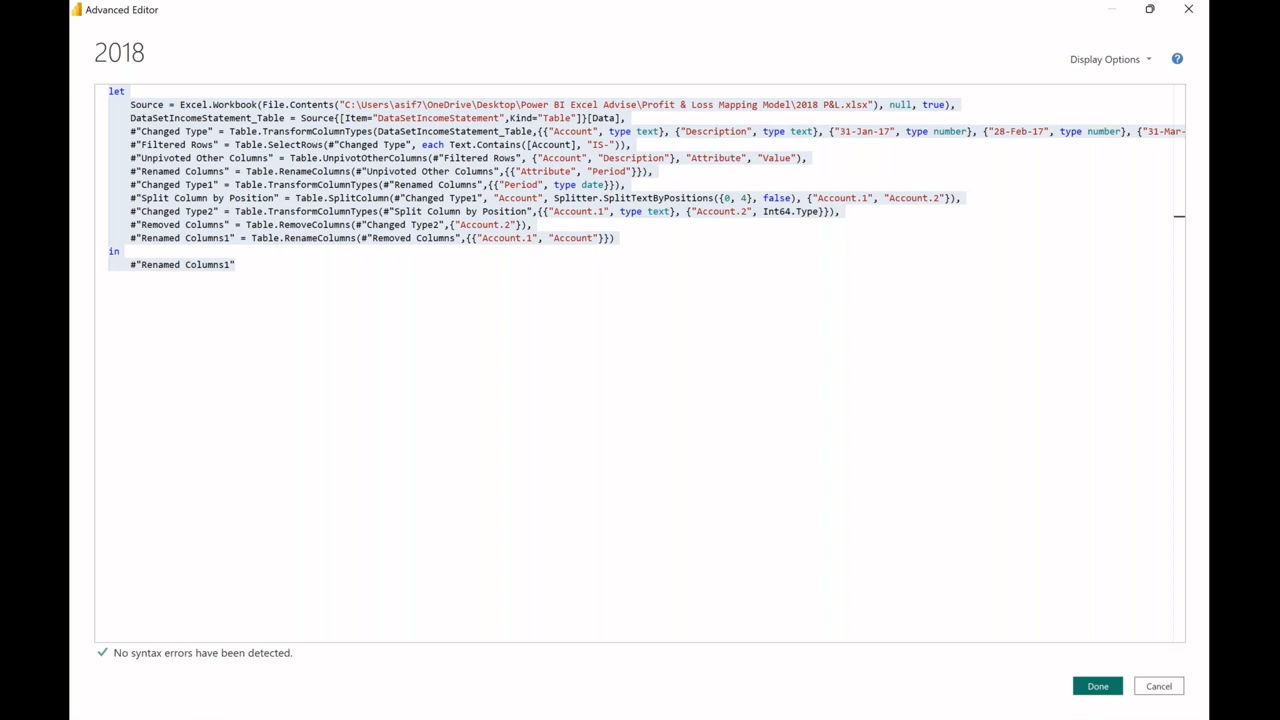 Advanced Editor
2018
Display Options
?
let
Source = Excel.Workbook(File.Contents("C:\Users\asif7\OneDrive\Desktop\Power BI Excel Advise\Profit & Loss Mapping Model\2018 P&L.xlsx"), null, true),
DataSetIncomeStatement_Table = Source{[Item="DataSetIncomeStatement",Kind="Table"]}[Data],
#"Changed Type" = Table.TransformColumnTypes(DataSetIncomeStatement_Table,{{"Account", type text}, {"Description", type text}, {"31-Jan-17", type number}, {"28-Feb-17", type number}, {"31-Mar-
#"Filtered Rows" = Table.SelectRows(#"Changed Type", each Text.Contains([Account], "IS-")),
#"Unpivoted Other Columns" = Table.UnpivotOtherColumns(#"Filtered Rows", {"Account", "Description"}, "Attribute", "Value"),
#"Renamed Columns" = Table.RenameColumns(#"Unpivoted Other Columns",{{"Attribute", "Period"}}),
#"Changed Type1" = Table.TransformColumnTypes(#"Renamed Columns",{{"Period", type date}}),
#"Split Column by Position" = Table.SplitColumn(#"Changed Type1", "Account", Splitter.SplitTextByPositions({0, 4}, false), {"Account.1", "Account.2"}),
#"Changed Type2" = Table.TransformColumnTypes(#"Split Column by Position",{{"Account.1", type text}, {"Account.2", Int64.Type}}),
#"Removed Columns" = Table.RemoveColumns(#"Changed Type2",{"Account.2"}),
#"Renamed Columns1" = Table.RenameColumns(#"Removed Columns",{{"Account.1", "Account"}})
in
#"Renamed Columns1"
No syntax errors have been detected.
Done
Cancel